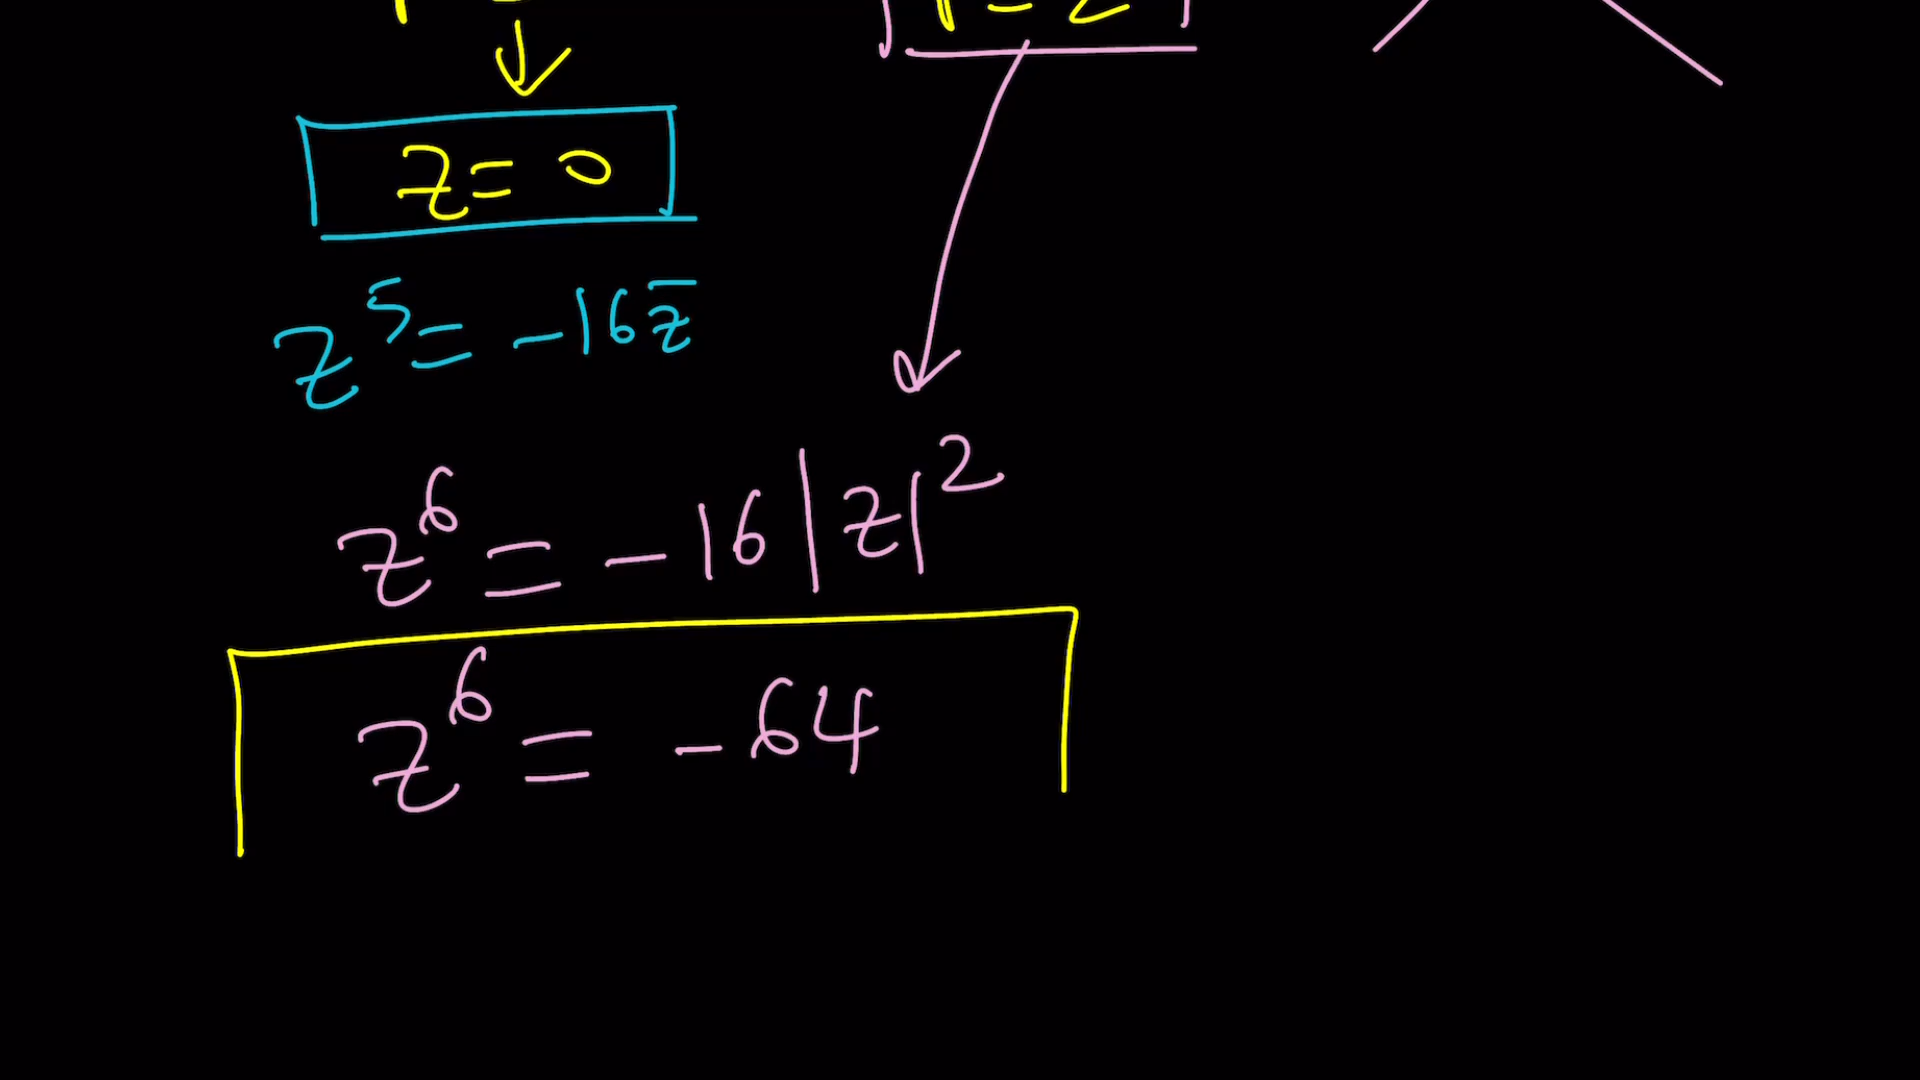 z = 0
z⁵ = -16z̄
z⁶ = -16|z|²
z⁶ = -64